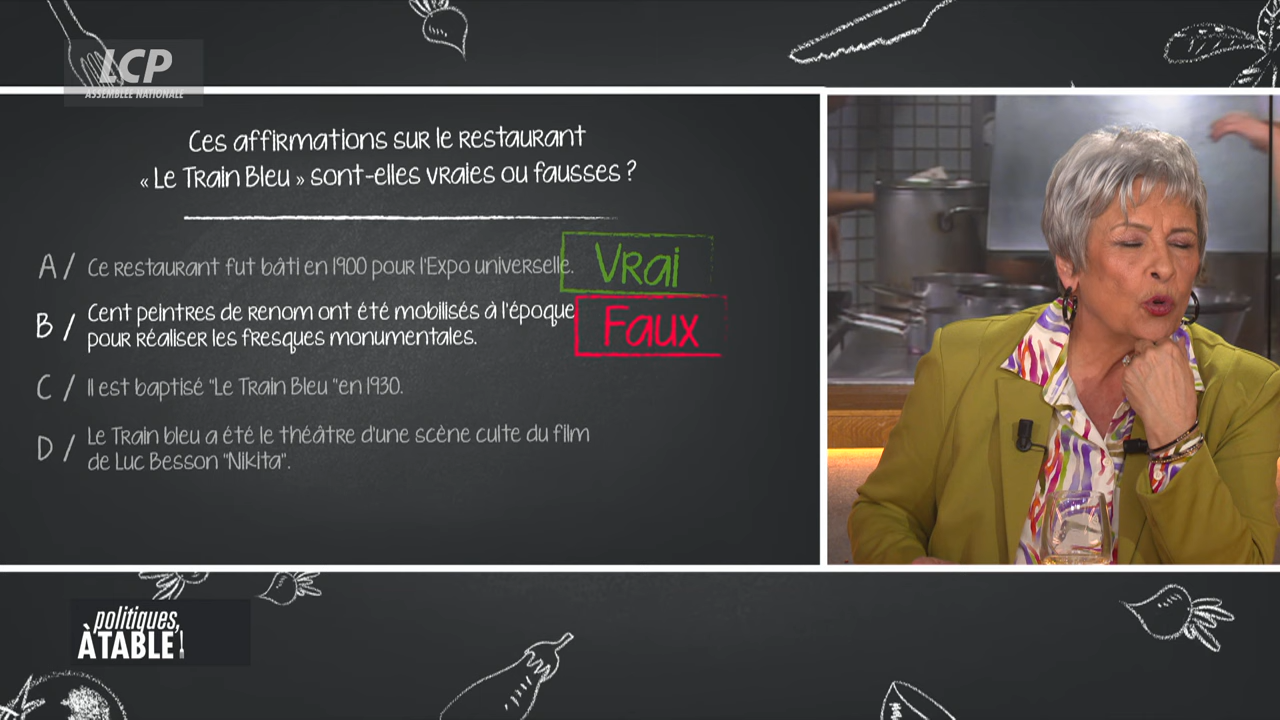 LCP
ASSEMBLÉE NATIONALE
Ces affirmations sur le restaurant
« Le Train Bleu » sont-elles vraies ou fausses ?
A / Ce restaurant fut bâti en 1900 pour l'Expo universelle. Vrai
B / Cent peintres de renom ont été mobilisés à l'époque
pour réaliser les fresques monumentales. Faux
C / Il est baptisé "Le Train Bleu "en 1930.
D / Le Train bleu a été le théâtre d'une scène culte du film
de Luc Besson "Nikita".
politiques,
À TABLE!